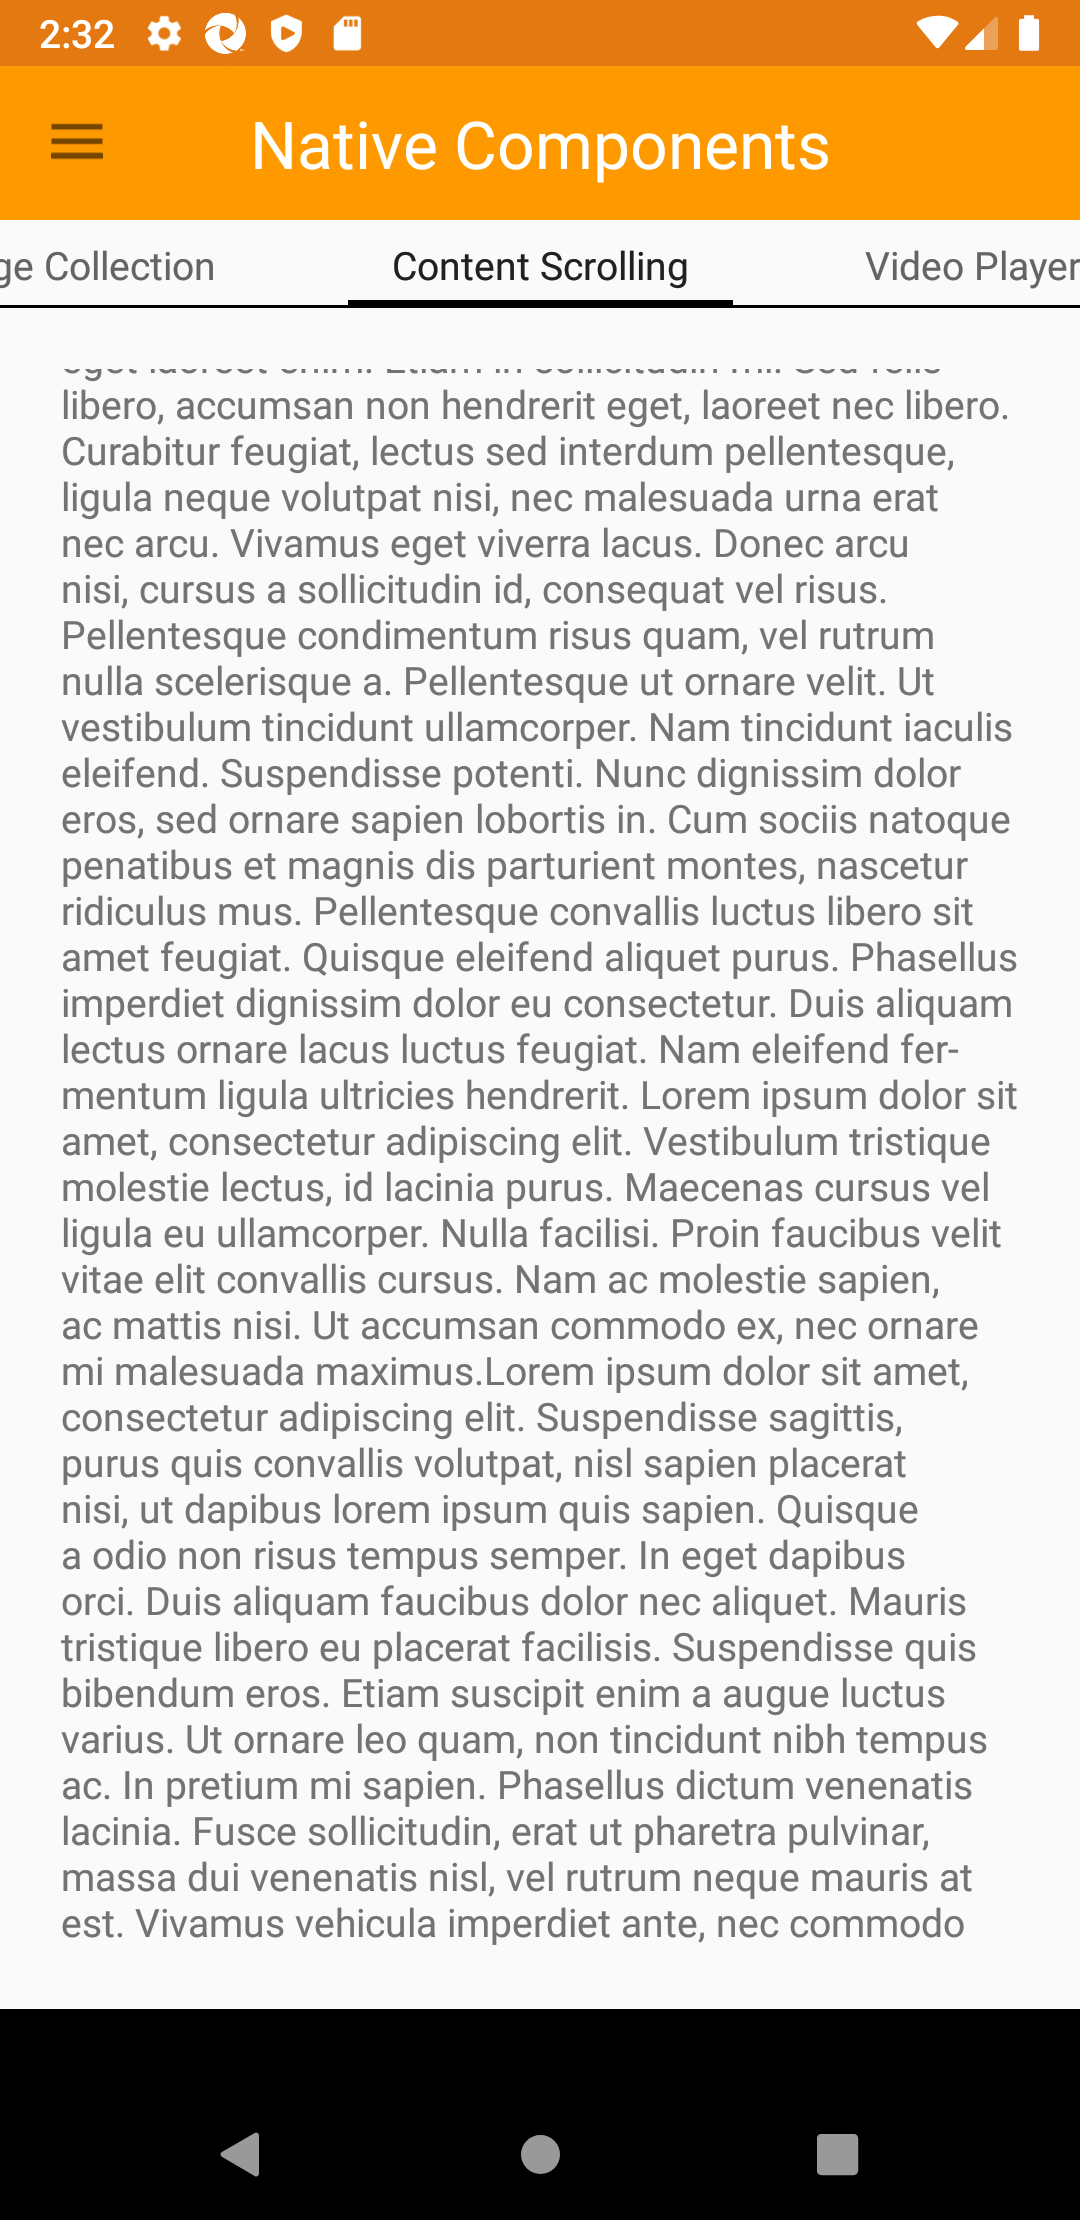 2:32
Native Components
ge Collection
Content Scrolling
Video Player
eget laoreet enim. Etiam in sollicitudin mi. Sed felis
libero, accumsan non hendrerit eget, laoreet nec libero.
Curabitur feugiat, lectus sed interdum pellentesque,
ligula neque volutpat nisi, nec malesuada urna erat
nec arcu. Vivamus eget viverra lacus. Donec arcu
nisi, cursus a sollicitudin id, consequat vel risus.
Pellentesque condimentum risus quam, vel rutrum
nulla scelerisque a. Pellentesque ut ornare velit. Ut
vestibulum tincidunt ullamcorper. Nam tincidunt iaculis
eleifend. Suspendisse potenti. Nunc dignissim dolor
eros, sed ornare sapien lobortis in. Cum sociis natoque
penatibus et magnis dis parturient montes, nascetur
ridiculus mus. Pellentesque convallis luctus libero sit
amet feugiat. Quisque eleifend aliquet purus. Phasellus
imperdiet dignissim dolor eu consectetur. Duis aliquam
lectus ornare lacus luctus feugiat. Nam eleifend fer-
mentum ligula ultricies hendrerit. Lorem ipsum dolor sit
amet, consectetur adipiscing elit. Vestibulum tristique
molestie lectus, id lacinia purus. Maecenas cursus vel
ligula eu ullamcorper. Nulla facilisi. Proin faucibus velit
vitae elit convallis cursus. Nam ac molestie sapien,
ac mattis nisi. Ut accumsan commodo ex, nec ornare
mi malesuada maximus.Lorem ipsum dolor sit amet,
consectetur adipiscing elit. Suspendisse sagittis,
purus quis convallis volutpat, nisl sapien placerat
nisi, ut dapibus lorem ipsum quis sapien. Quisque
a odio non risus tempus semper. In eget dapibus
orci. Duis aliquam faucibus dolor nec aliquet. Mauris
tristique libero eu placerat facilisis. Suspendisse quis
bibendum eros. Etiam suscipit enim a augue luctus
varius. Ut ornare leo quam, non tincidunt nibh tempus
ac. In pretium mi sapien. Phasellus dictum venenatis
lacinia. Fusce sollicitudin, erat ut pharetra pulvinar,
massa dui venenatis nisl, vel rutrum neque mauris at
est. Vivamus vehicula imperdiet ante, nec commodo